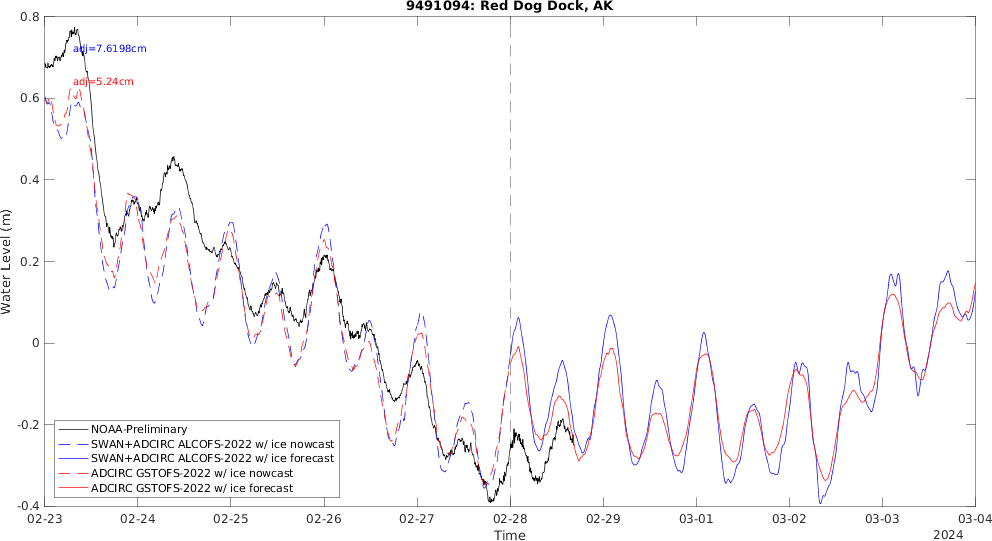 9491094: Red Dog Dock, AK
0.8
adj=7.6198cm
adj=5.24cm
0.6
0.4
0.2
0
-0.2
-0.4
Water Level (m)
NOAA-Preliminary
SWAN+ADCIRC ALCOFS-2022 w/ ice nowcast
SWAN+ADCIRC ALCOFS-2022 w/ ice forecast
ADCIRC GSTOFS-2022 w/ ice nowcast
ADCIRC GSTOFS-2022 w/ ice forecast
02-23 02-24 02-25 02-26 02-27 02-28 02-29 03-01 03-02 03-03 03-04
Time
2024